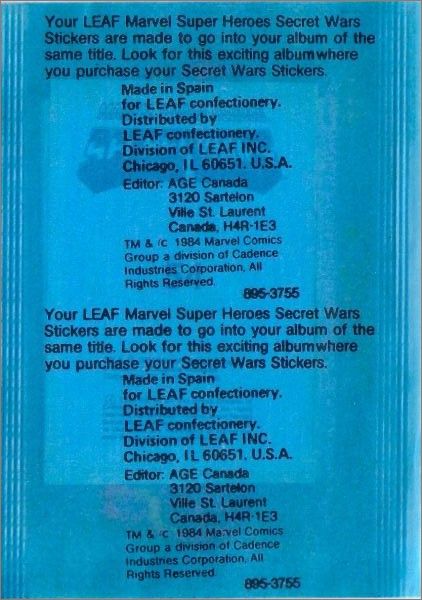 Your LEAF Marvel Super Heroes Secret Wars
Stickers are made to go into your album of the
same title. Look for this exciting album where
you purchase your Secret Wars Stickers.
Made in Spain
for LEAF confectionery.
Distributed by
LEAF confectionery.
Division of LEAF INC.
Chicago, IL 60651. U.S.A.
Editor: AGE Canada
3120 Sartelon
Ville St. Laurent
Canada, H4R-1E3
TM & © 1984 Marvel Comics
Group a division of Cadence
Industries Corporation. All
Rights Reserved.
895-3755
Your LEAF Marvel Super Heroes Secret Wars
Stickers are made to go into your album of the
same title. Look for this exciting album where
you purchase your Secret Wars Stickers.
Made in Spain
for LEAF confectionery.
Distributed by
LEAF confectionery.
Division of LEAF INC.
Chicago, IL 60651. U.S.A.
Editor: AGE Canada
3120 Sartelon
Ville St. Laurent
Canada, H4R-1E3
TM & © 1984 Marvel Comics
Group a division of Cadence
Industries Corporation. All
Rights Reserved.
895-3755